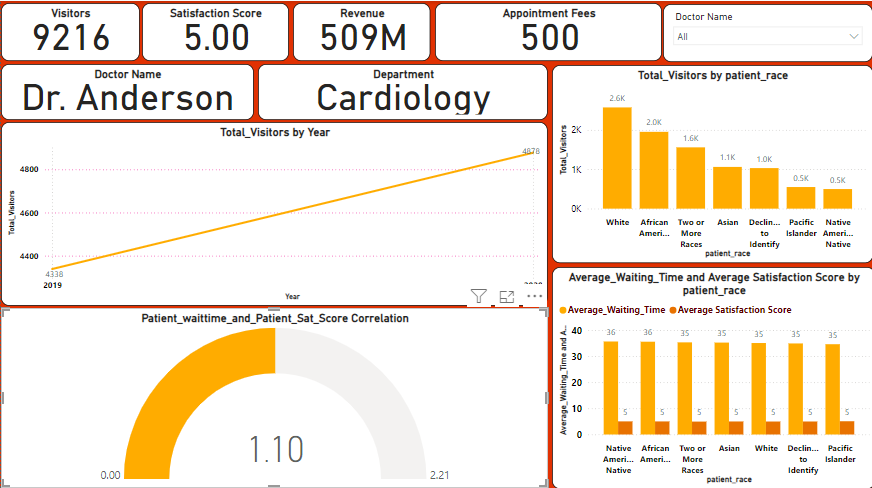 Visitors
9216
Satisfaction Score
5.00
Revenue
509M
Appointment Fees
500
Doctor Name
All
Doctor Name
Dr. Anderson
Department
Cardiology
Total_Visitors by Year
Total_Visitors
4800
4600
4400
4878
4338
2019
Year
Patient_waittime_and_Patient_Sat_Score Correlation
1.10
0.00
2.21
Total_Visitors by patient_race
Total_Visitors
2K
1K
0K
2.6K
2.0K
1.6K
1.1K
1.0K
0.5K
0.5K
White
African Ameri...
Two or More Races
Asian
Declin... to Identify
Pacific Islander
Native Ameri... Native
patient_race
Average_Waiting_Time and Average Satisfaction Score by
patient_race
Average_Waiting_Time
Average Satisfaction Score
Average_Waiting_Time and A...
40
30
20
10
0
36
5
36
5
35
5
35
5
35
5
35
5
35
5
Native Ameri... Native
African Ameri...
Two or More Races
Asian
White
Declin... to Identify
Pacific Islander
patient_race